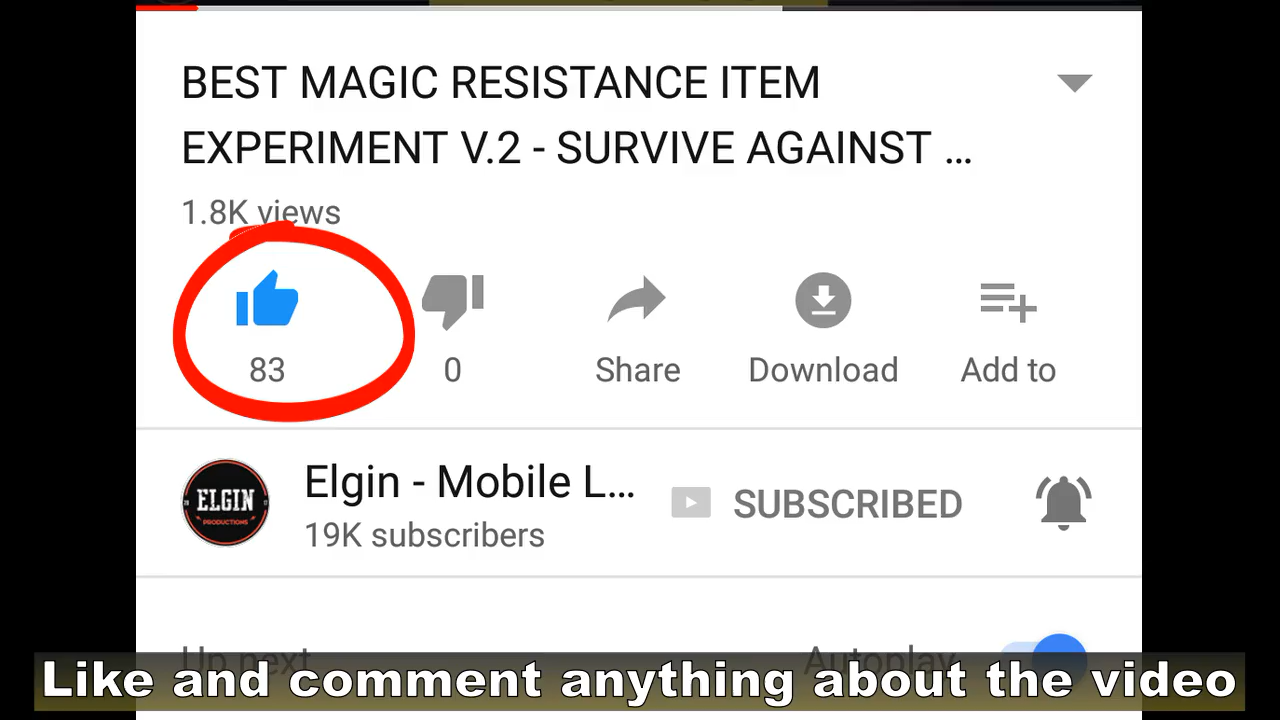 BEST MAGIC RESISTANCE ITEM
EXPERIMENT V.2 - SURVIVE AGAINST ...
1.8K views
83
0
Share
Download
Add to
ELGIN
PRODUCTIONS
Elgin - Mobile L...
SUBSCRIBED
19K subscribers
Up next
Autoplay
Like and comment anything about the video